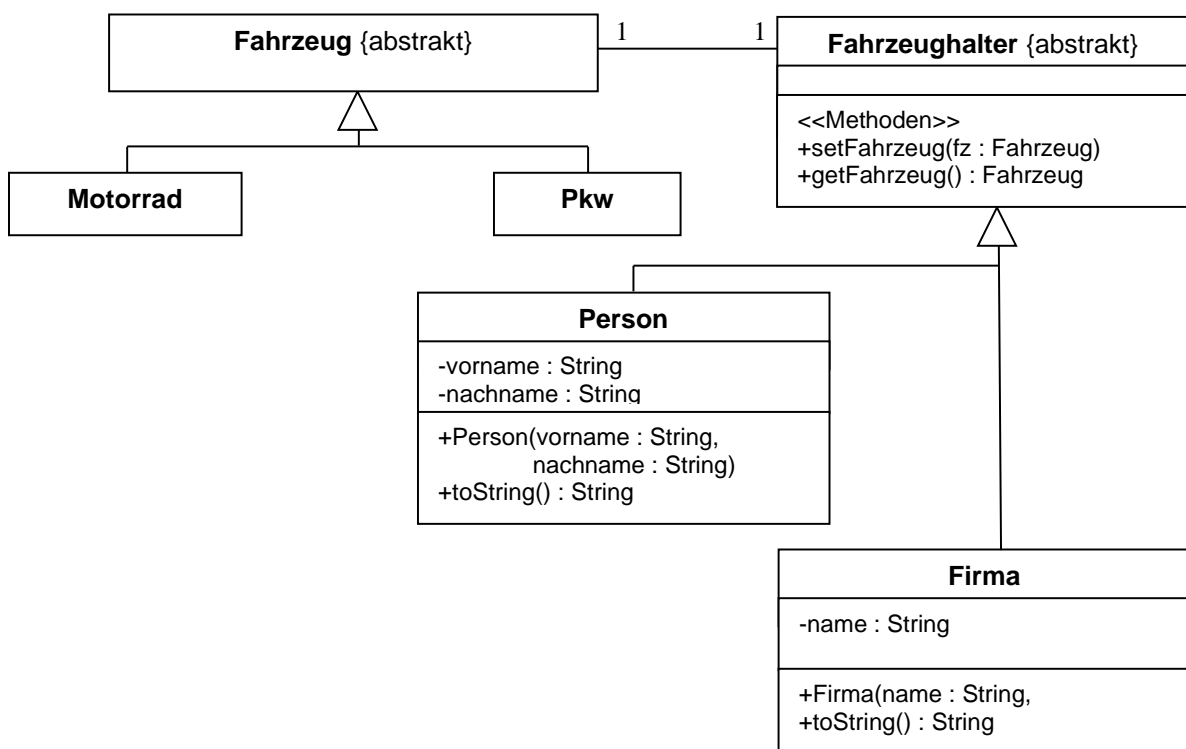 Fahrzeug {abstrakt}
1
1
Fahrzeughalter {abstrakt}
<<Methoden>>
+setFahrzeug(fz : Fahrzeug)
+getFahrzeug() : Fahrzeug
Motorrad
Pkw
Person
-vorname : String
-nachname : String
+Person(vorname : String,
nachname : String)
+toString() : String
Firma
-name : String
+Firma(name : String,
+toString() : String